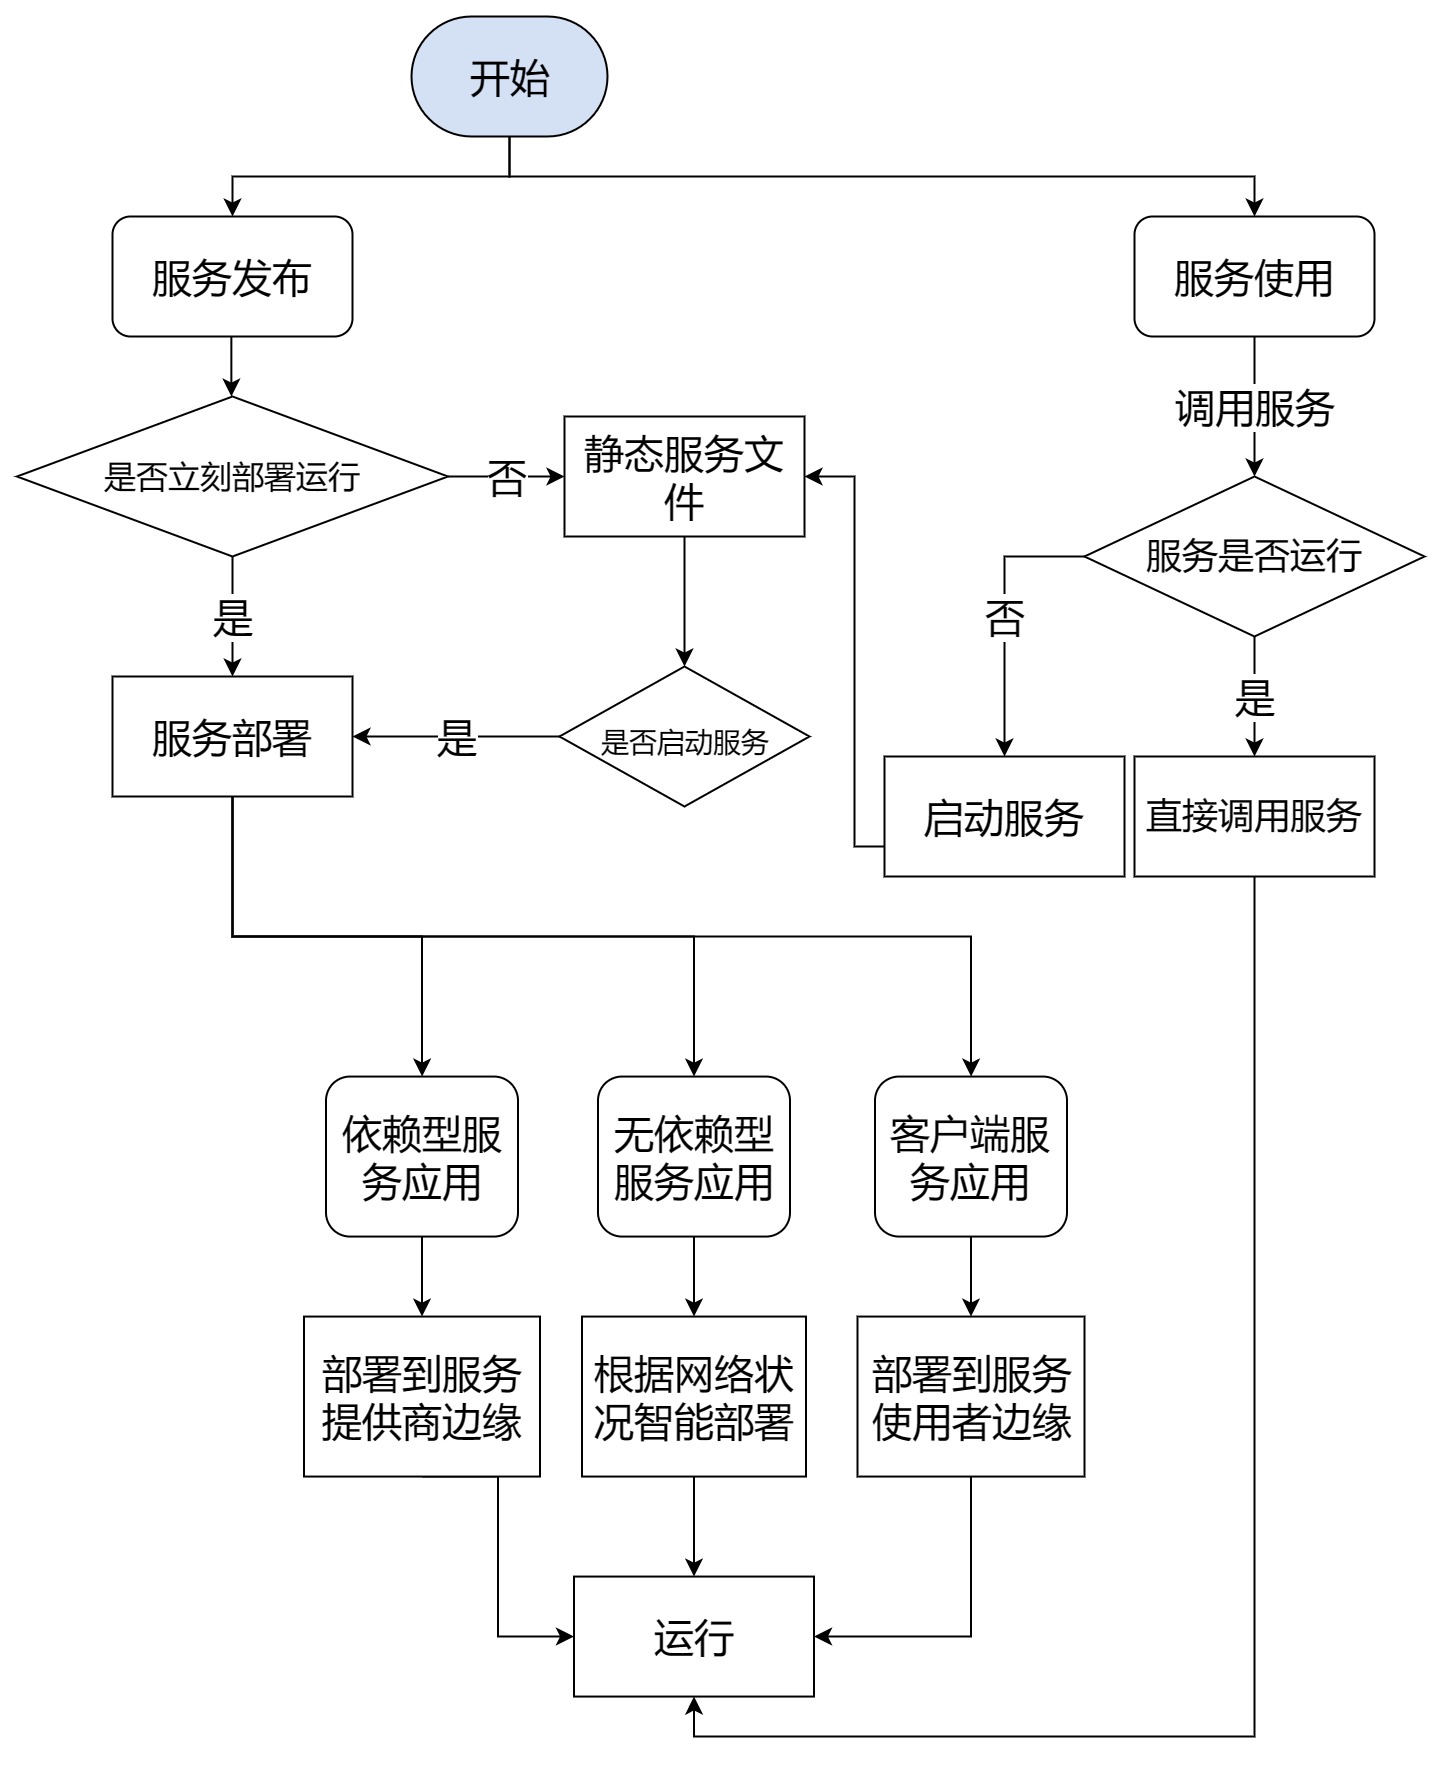 开始
服务发布
服务使用
调用服务
是否立刻部署运行
否
静态服务文
件
服务是否运行
是
否
服务部署
是
是否启动服务
是
启动服务
直接调用服务
依赖型服
务应用
无依赖型
服务应用
客户端服
务应用
部署到服务
提供商边缘
根据网络状
况智能部署
部署到服务
使用者边缘
运行